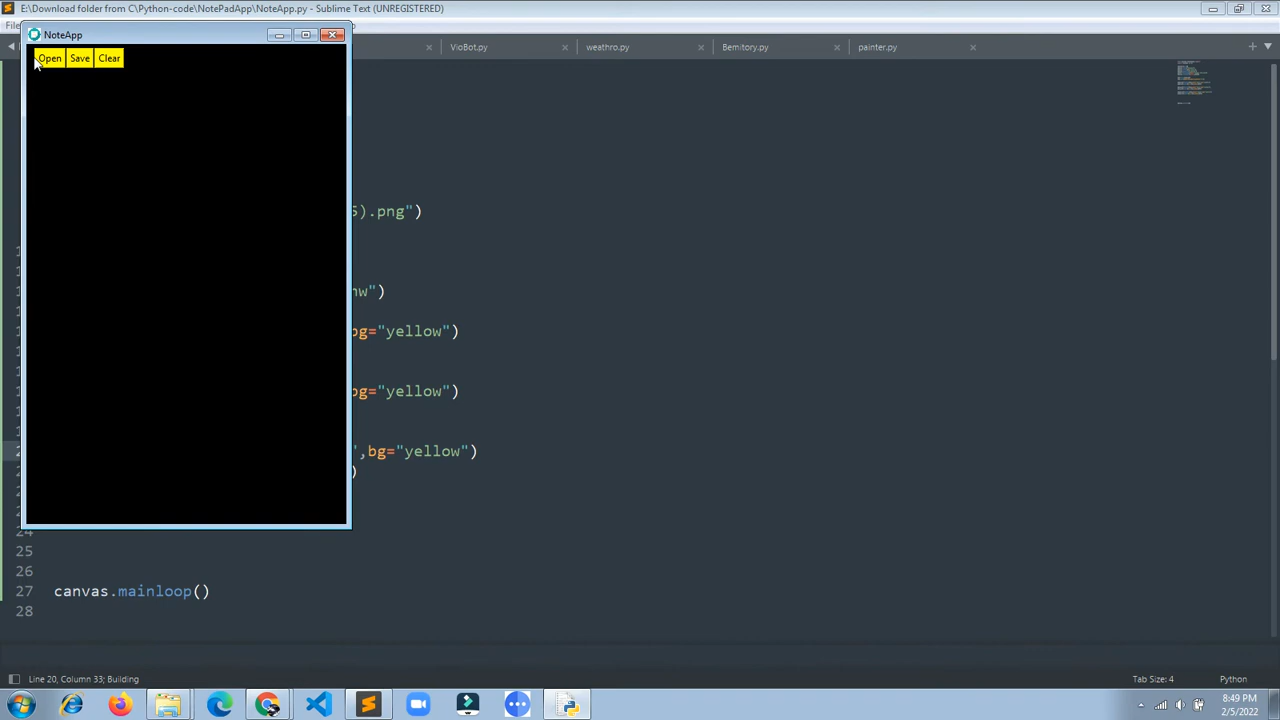 E:\Download folder from C\Python-code\NotePadApp\NoteApp.py - Sublime Text (UNREGISTERED)
NoteApp
VioBot.py
weathro.py
Bemitory.py
painter.py
Open Save Clear
5).png")
nw")
bg="yellow")
bg="yellow")
",bg="yellow")
)
24
25
26
27 canvas.mainloop()
28
Line 20, Column 33; Building
Tab Size: 4
Python
8:49 PM
2/5/2022